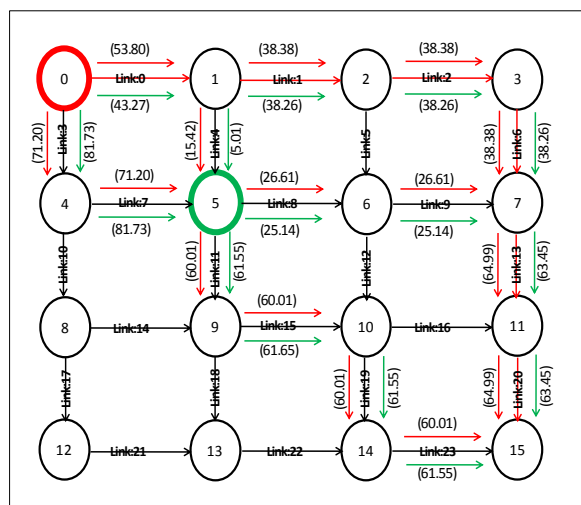 (53.80) (38.38) (38.38)
0 Link:0 1 Link:1 2 Link:2 3
(43.27) (38.26) (38.26)
(71.20) Link:3 (81.73) (15.42) Link:4 (5.01) Link:5 (38.38) Link:6 (38.26)
(71.20) (26.61) (26.61)
4 Link:7 5 Link:8 6 Link:9 7
(81.73) (25.14) (25.14)
Link:10 (60.01) Link:11 (61.55) Link:12 (64.99) Link:13 (63.45)
(60.01)
8 Link:14 9 Link:15 10 Link:16 11
(61.65)
Link:17 Link:18 (60.01) Link:19 (61.55) (64.99) Link:20 (63.45)
(60.01)
12 Link:21 13 Link:22 14 Link:23 15
(61.55)